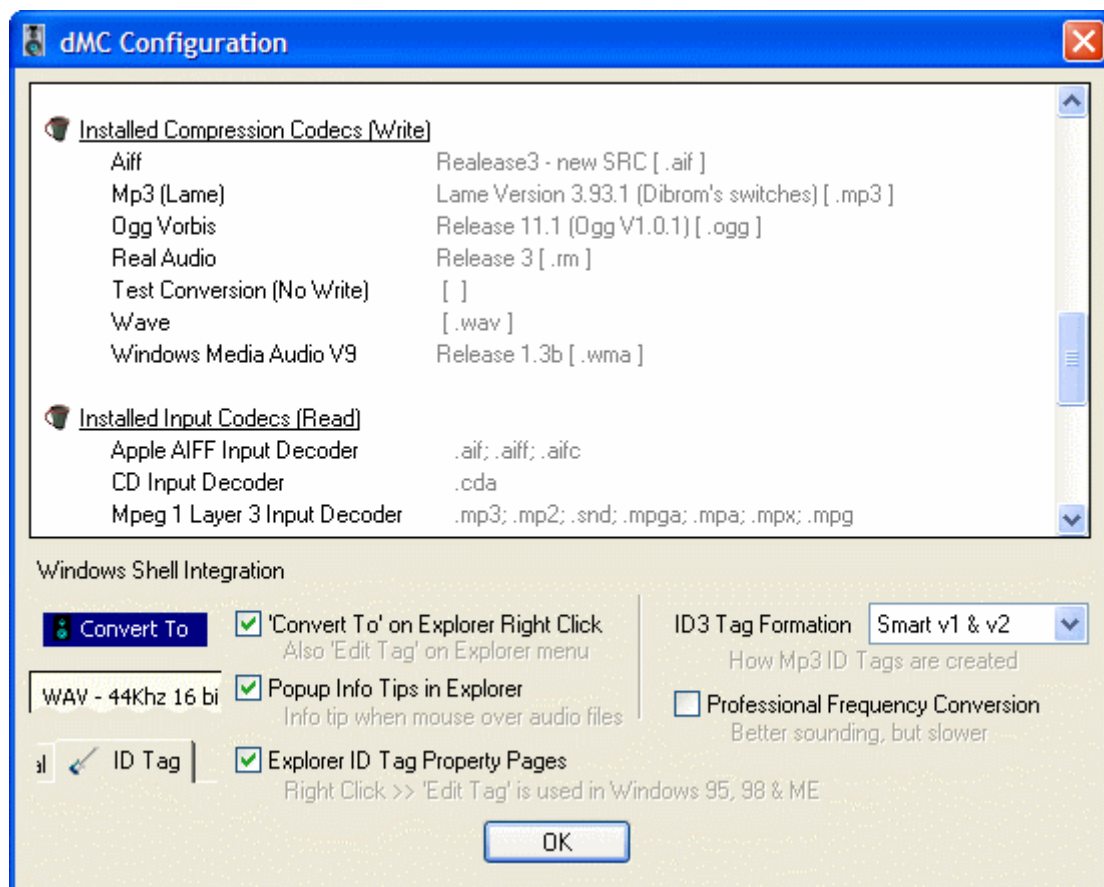 dMC Configuration
Installed Compression Codecs (Write)
Aiff Realease3 - new SRC [ .aif ]
Mp3 (Lame) Lame Version 3.93.1 (Dibrom's switches) [ .mp3 ]
Ogg Vorbis Release 11.1 (Ogg V1.0.1) [ .ogg ]
Real Audio Release 3 [ .rm ]
Test Conversion (No Write) [ ]
Wave [ .wav ]
Windows Media Audio V9 Release 1.3b [ .wma ]
Installed Input Codecs (Read)
Apple AIFF Input Decoder .aif; .aiff; .aifc
CD Input Decoder .cda
Mpeg 1 Layer 3 Input Decoder .mp3; .mp2; .snd; .mpga; .mpa; .mpx; .mpg
Windows Shell Integration
Convert To
'Convert To' on Explorer Right Click
Also 'Edit Tag' on Explorer menu
WAV - 44Khz 16 bi
Popup Info Tips in Explorer
Info tip when mouse over audio files
al ID Tag
Explorer ID Tag Property Pages
Right Click >> 'Edit Tag' is used in Windows 95, 98 & ME
ID3 Tag Formation Smart v1 & v2
How Mp3 ID Tags are created
Professional Frequency Conversion
Better sounding, but slower
OK